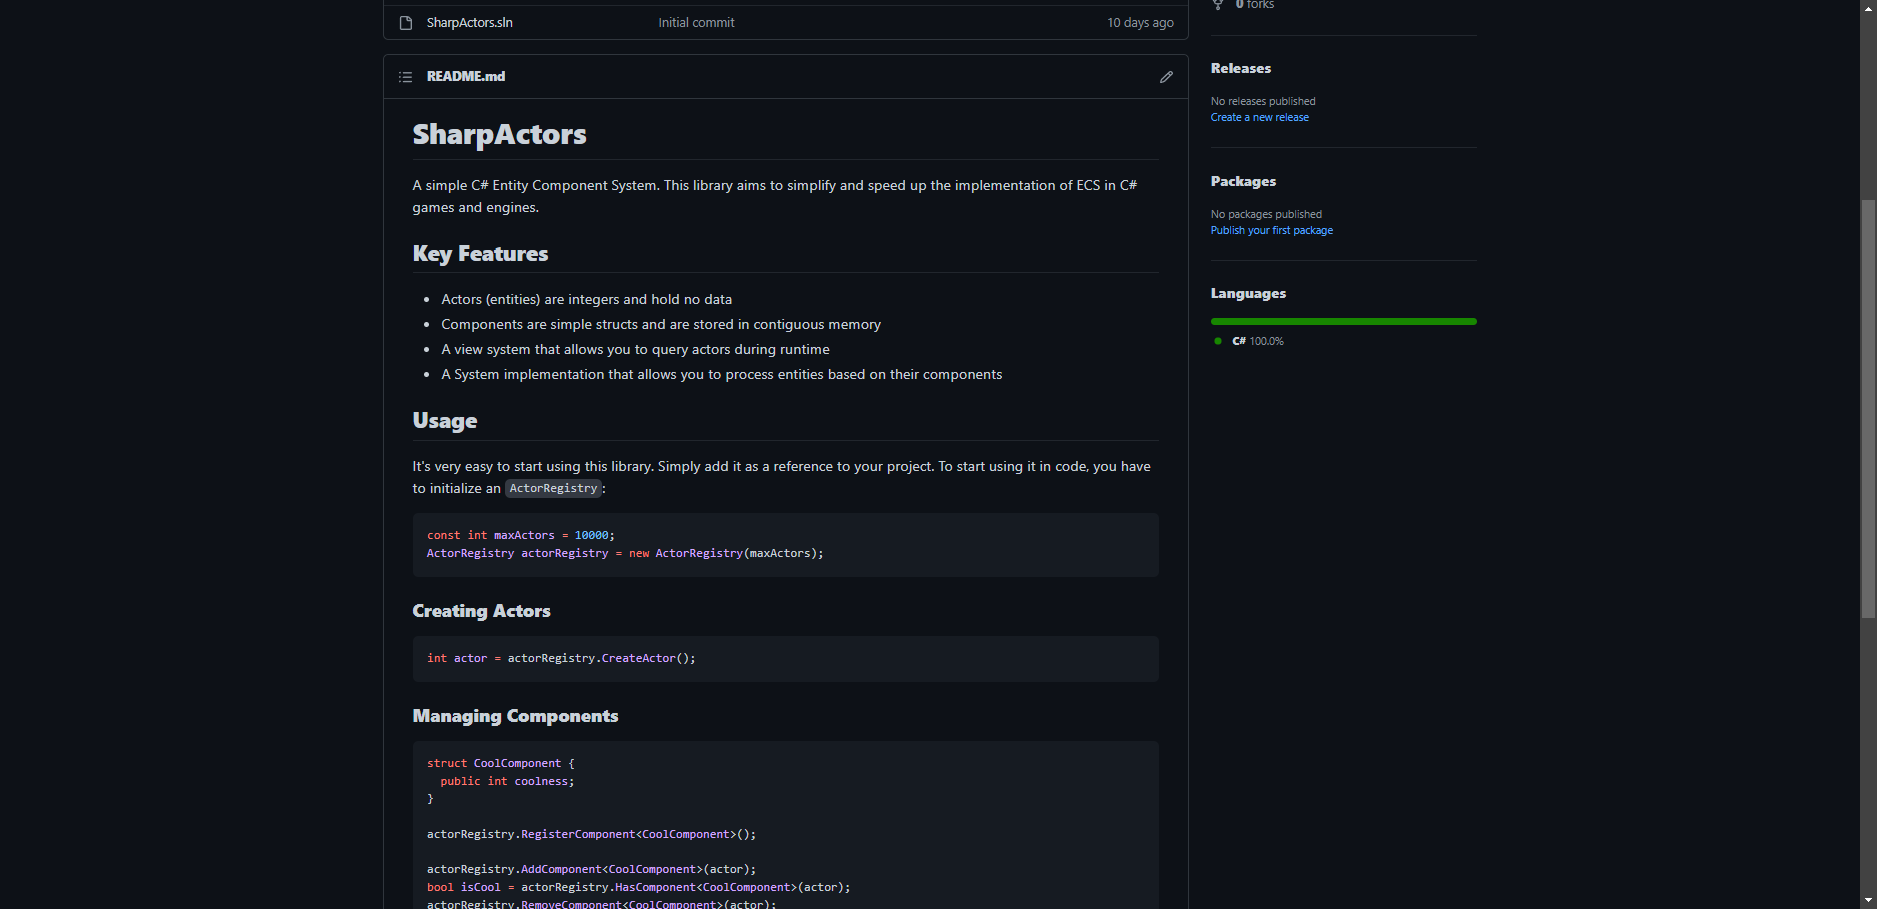 SharpActors.sln Initial commit 10 days ago
0 forks
README.md
SharpActors
A simple C# Entity Component System. This library aims to simplify and speed up the implementation of ECS in C#
games and engines.
Key Features
Actors (entities) are integers and hold no data
Components are simple structs and are stored in contiguous memory
A view system that allows you to query actors during runtime
A System implementation that allows you to process entities based on their components
Usage
It's very easy to start using this library. Simply add it as a reference to your project. To start using it in code, you have
to initialize an ActorRegistry:
const int maxActors = 10000;
ActorRegistry actorRegistry = new ActorRegistry(maxActors);
Creating Actors
int actor = actorRegistry.CreateActor();
Managing Components
struct CoolComponent {
  public int coolness;
}
actorRegistry.RegisterComponent<CoolComponent>();
actorRegistry.AddComponent<CoolComponent>(actor);
bool isCool = actorRegistry.HasComponent<CoolComponent>(actor);
actorRegistry.RemoveComponent<CoolComponent>(actor);
Releases
No releases published
Create a new release
Packages
No packages published
Publish your first package
Languages
C# 100.0%